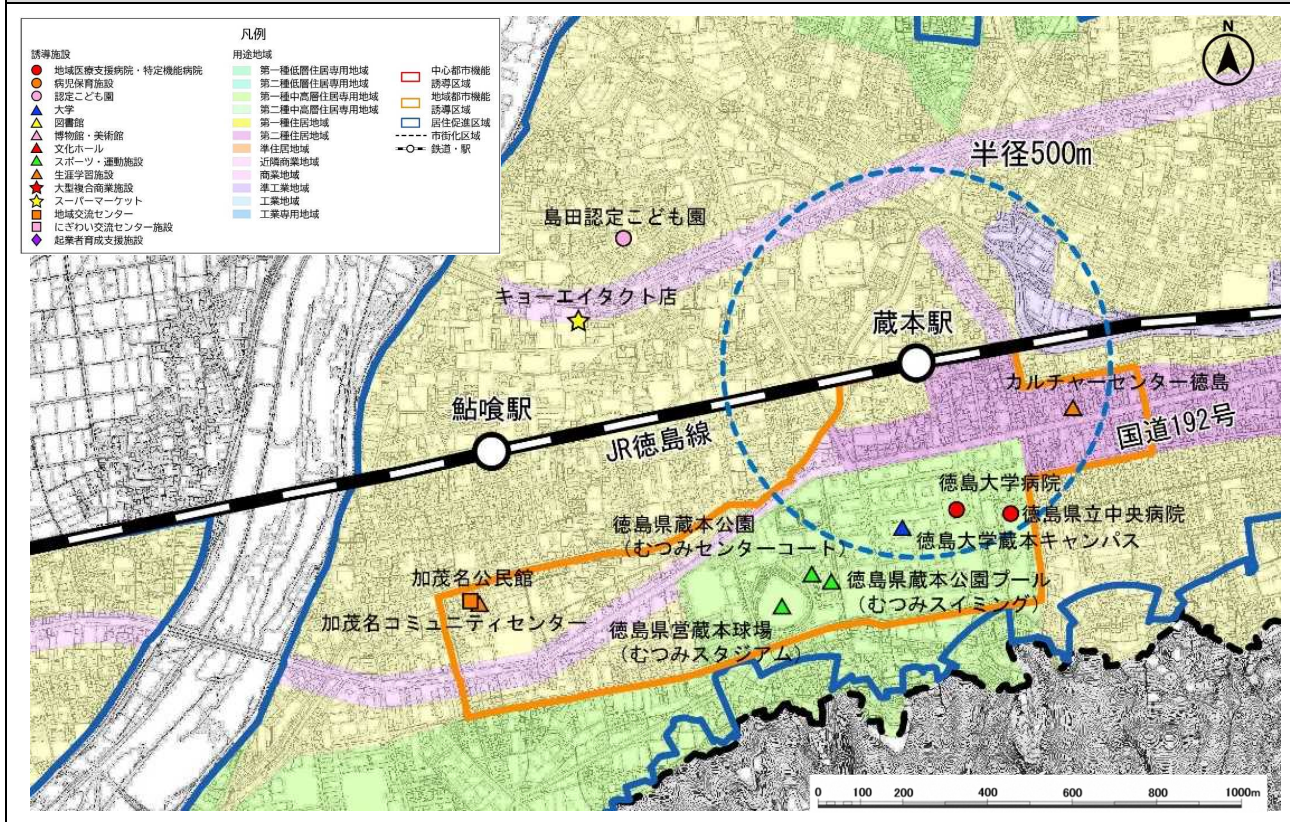 凡例
誘導施設
地域医療支援病院・特定機能病院
病児保育施設
認定こども園
大学
図書館
博物館・美術館
文化ホール
スポーツ・運動施設
生涯学習施設
大型複合商業施設
スーパーマーケット
地域交流センター
にぎわい交流センター施設
起業者育成支援施設
用途地域
第一種低層住居専用地域
第二種低層住居専用地域
第一種中高層住居専用地域
第二種中高層住居専用地域
第一種住居地域
第二種住居地域
準住居地域
近隣商業地域
商業地域
準工業地域
工業地域
工業専用地域
中心都市機能
誘導区域
地域都市機能
誘導区域
居住促進区域
市街化区域
鉄道・駅
N
半径500m
島田認定こども園
キョーエイタクト店
蔵本駅
カルチャーセンター徳島
鮎喰駅
JR徳島線
国道192号
徳島大学病院
徳島県立中央病院
徳島県蔵本公園
(むつみセンターコート)
徳島大学蔵本キャンパス
加茂名公民館
徳島県蔵本公園プール
(むつみスイミング)
加茂名コミュニティセンター
徳島県営蔵本球場
(むつみスタジアム)
0 100 200 400 600 800 1000m